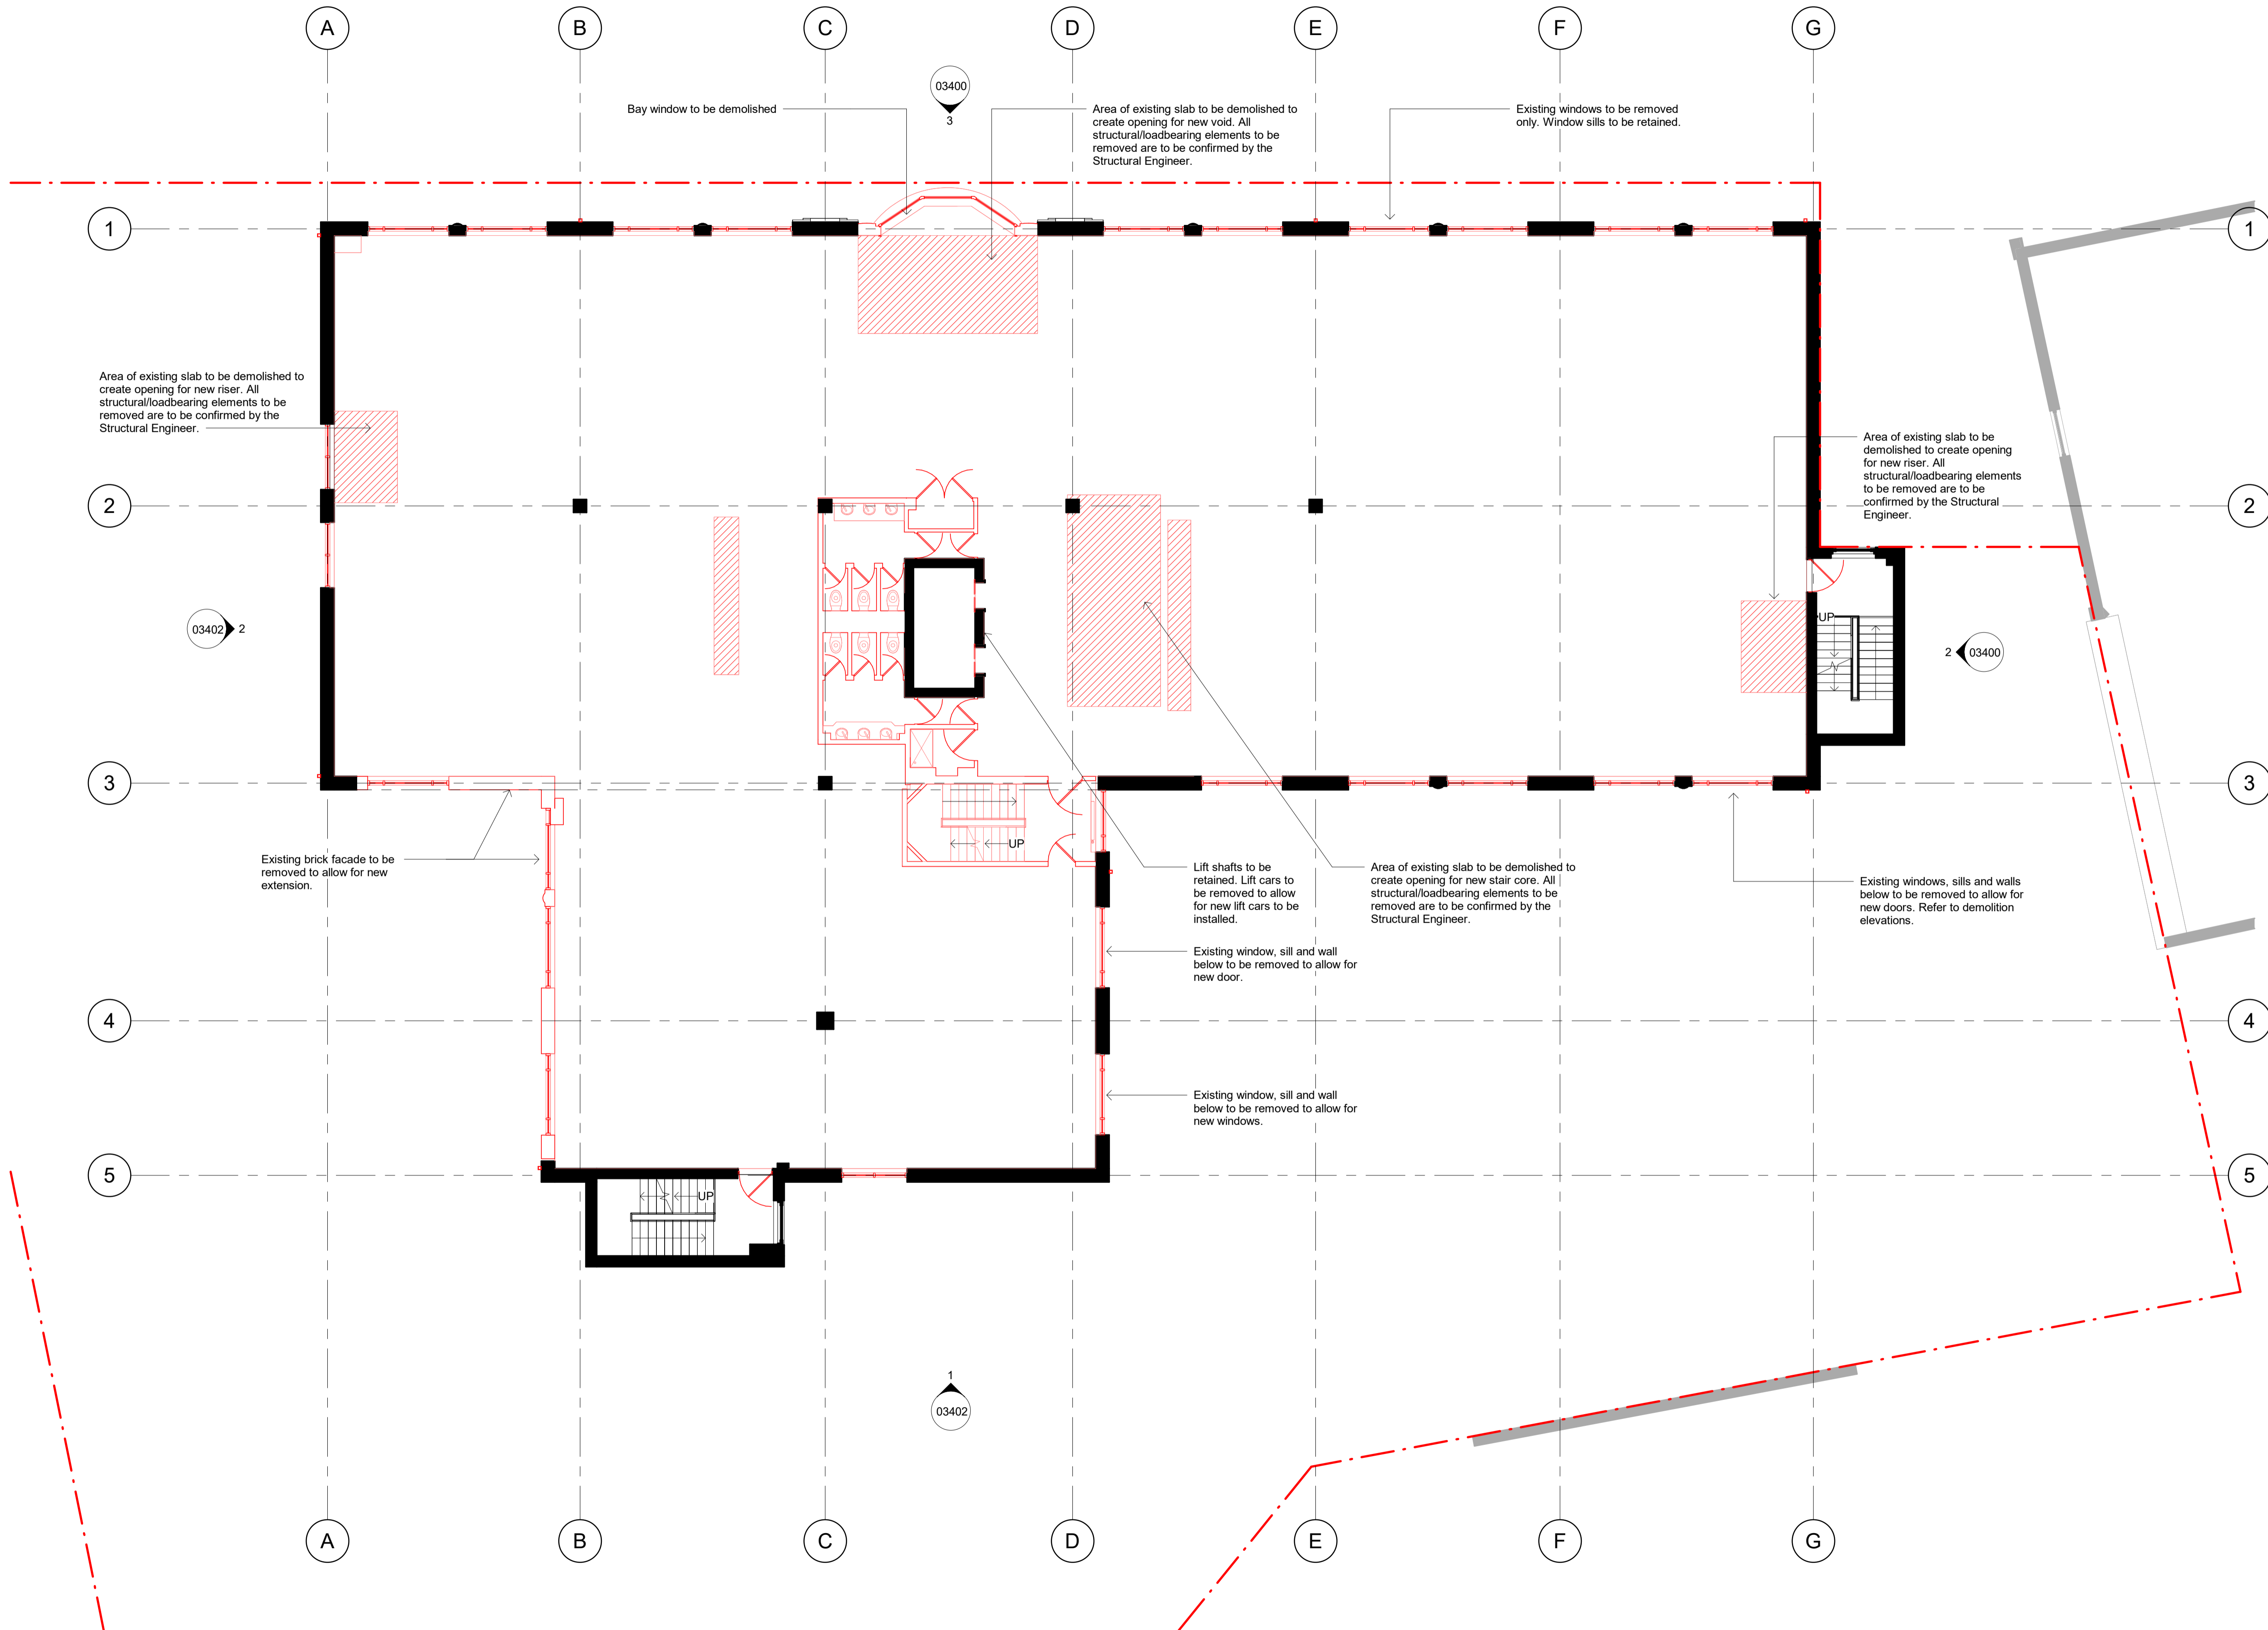 A
B
C
D
E
F
G
03400
3
Bay window to be demolished
Area of existing slab to be demolished to
create opening for new void. All
structural/loadbearing elements to be
removed are to be confirmed by the
Structural Engineer.
Existing windows to be removed
only. Window sills to be retained.
1
1
Area of existing slab to be demolished to
create opening for new riser. All
structural/loadbearing elements to be
removed are to be confirmed by the
Structural Engineer.
Area of existing slab to be
demolished to create opening
for new riser. All
structural/loadbearing elements
to be removed are to be
confirmed by the Structural
Engineer.
2
2
UP
03402
2
2
03400
3
3
UP
Existing brick facade to be
removed to allow for new
extension.
Lift shafts to be
retained. Lift cars to
be removed to allow
for new lift cars to be
installed.
Area of existing slab to be demolished to
create opening for new stair core. All
structural/loadbearing elements to be
removed are to be confirmed by the
Structural Engineer.
Existing windows, sills and walls
below to be removed to allow for
new doors. Refer to demolition
elevations.
Existing window, sill and wall
below to be removed to allow for
new door.
4
4
Existing window, sill and wall
below to be removed to allow for
new windows.
5
5
UP
1
03402
A
B
C
D
E
F
G